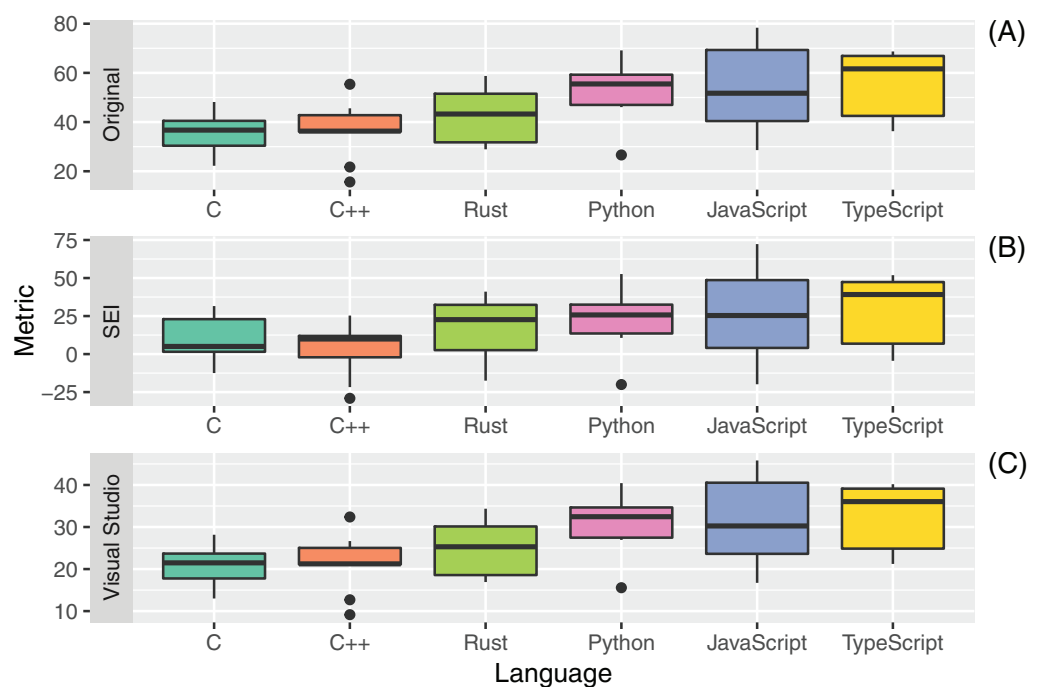 (A)
Original
80
60
40
20
C C++ Rust Python JavaScript TypeScript
(B)
SEI
75
50
25
0
−25
C C++ Rust Python JavaScript TypeScript
(C)
Visual Studio
40
30
20
10
C C++ Rust Python JavaScript TypeScript
Metric
Language